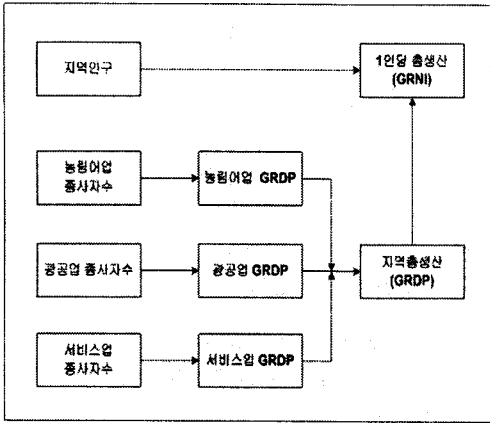 지역인구
1인당 총생산
(GRNI)
농림어업
종사자수
농림어업 GRDP
광공업 종사자수
광공업 GRDP
지역총생산
(GRDP)
서비스업
종사자수
서비스업 GRDP